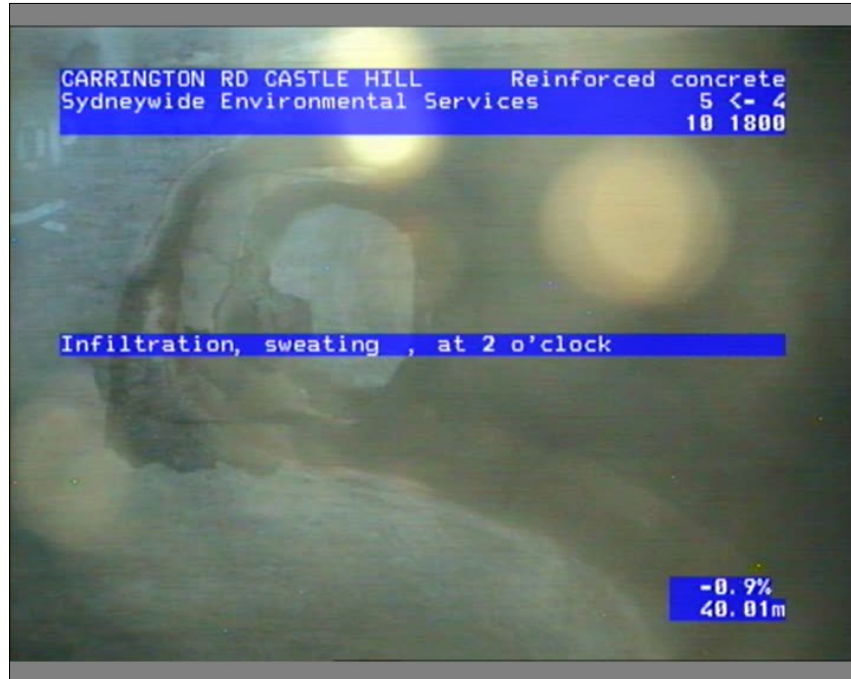 CARRINGTON RD CASTLE HILL Reinforced concrete
Sydneywide Environmental Services 5 <- 4
10 1800
Infiltration, sweating , at 2 o'clock
-0.9%
40.01m